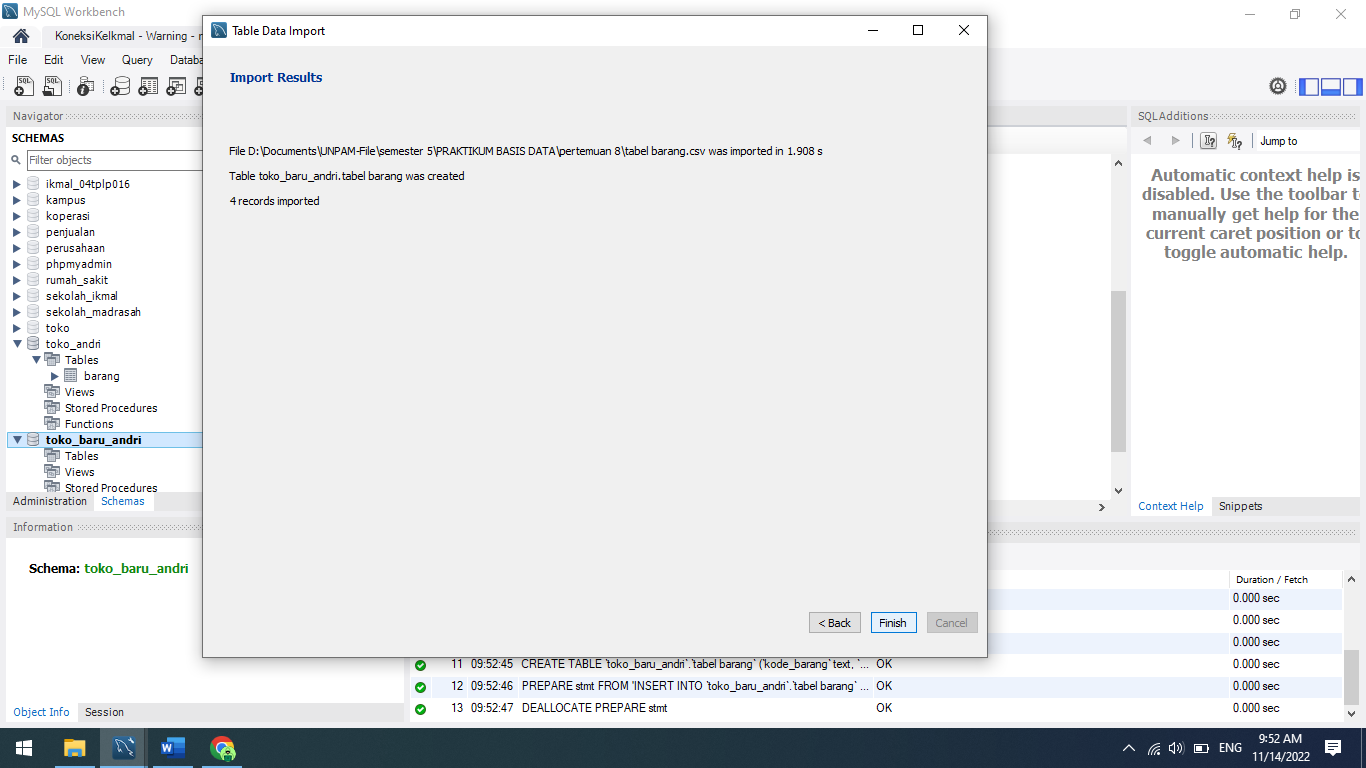 MySQL Workbench
KoneksiKelkmal - Warning - n
File Edit View Query Databa
Navigator
SCHEMAS
Filter objects
ikmal_04tplp016
kampus
koperasi
penjualan
perusahaan
phpmyadmin
rumah_sakit
sekolah_ikmal
sekolah_madrasah
toko
toko_andri
Tables
barang
Views
Stored Procedures
Functions
toko_baru_andri
Tables
Views
Stored Procedures
Administration Schemas
Information
Schema: toko_baru_andri
Object Info Session
Table Data Import
Import Results
File D:\Documents\UNPAM-File\semester 5\PRAKTIKUM BASIS DATA\pertemuan 8\tabel barang.csv was imported in 1.908 s
Table toko_baru_andri.tabel barang was created
4 records imported
< Back Finish Cancel
SQLAdditions
Jump to
Automatic context help is
disabled. Use the toolbar t
manually get help for the
current caret position or to
toggle automatic help.
Context Help Snippets
Duration / Fetch
0.000 sec
0.000 sec
0.000 sec
11 09:52:45 CREATE TABLE `toko_baru_andri`.`tabel barang` (`kode_barang` text, `... OK 0.000 sec
12 09:52:46 PREPARE stmt FROM 'INSERT INTO `toko_baru_andri`.`tabel barang` ... OK 0.000 sec
13 09:52:47 DEALLOCATE PREPARE stmt OK 0.000 sec
ENG
9:52 AM
11/14/2022